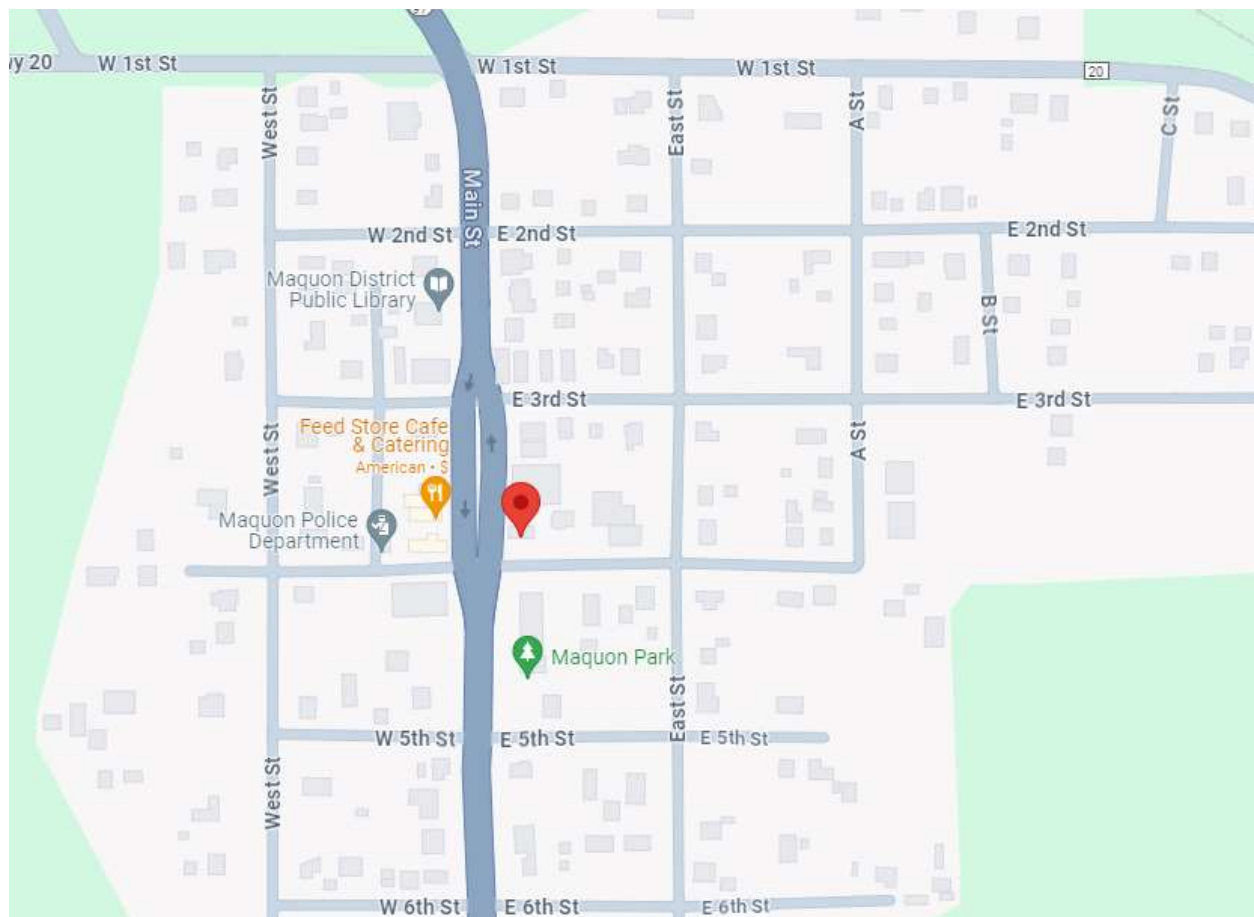 wy 20
W 1st St
W 1st St
W 1st St
20
West St
Main St
East St
A St
C St
W 2nd St
E 2nd St
E 2nd St
Maquon District
Public Library
B St
E 3rd St
E 3rd St
Feed Store Cafe
& Catering
American • $
West St
A St
Maquon Police
Department
Maquon Park
East St
W 5th St
E 5th St
E 5th St
West St
W 6th St
E 6th St
E 6th St